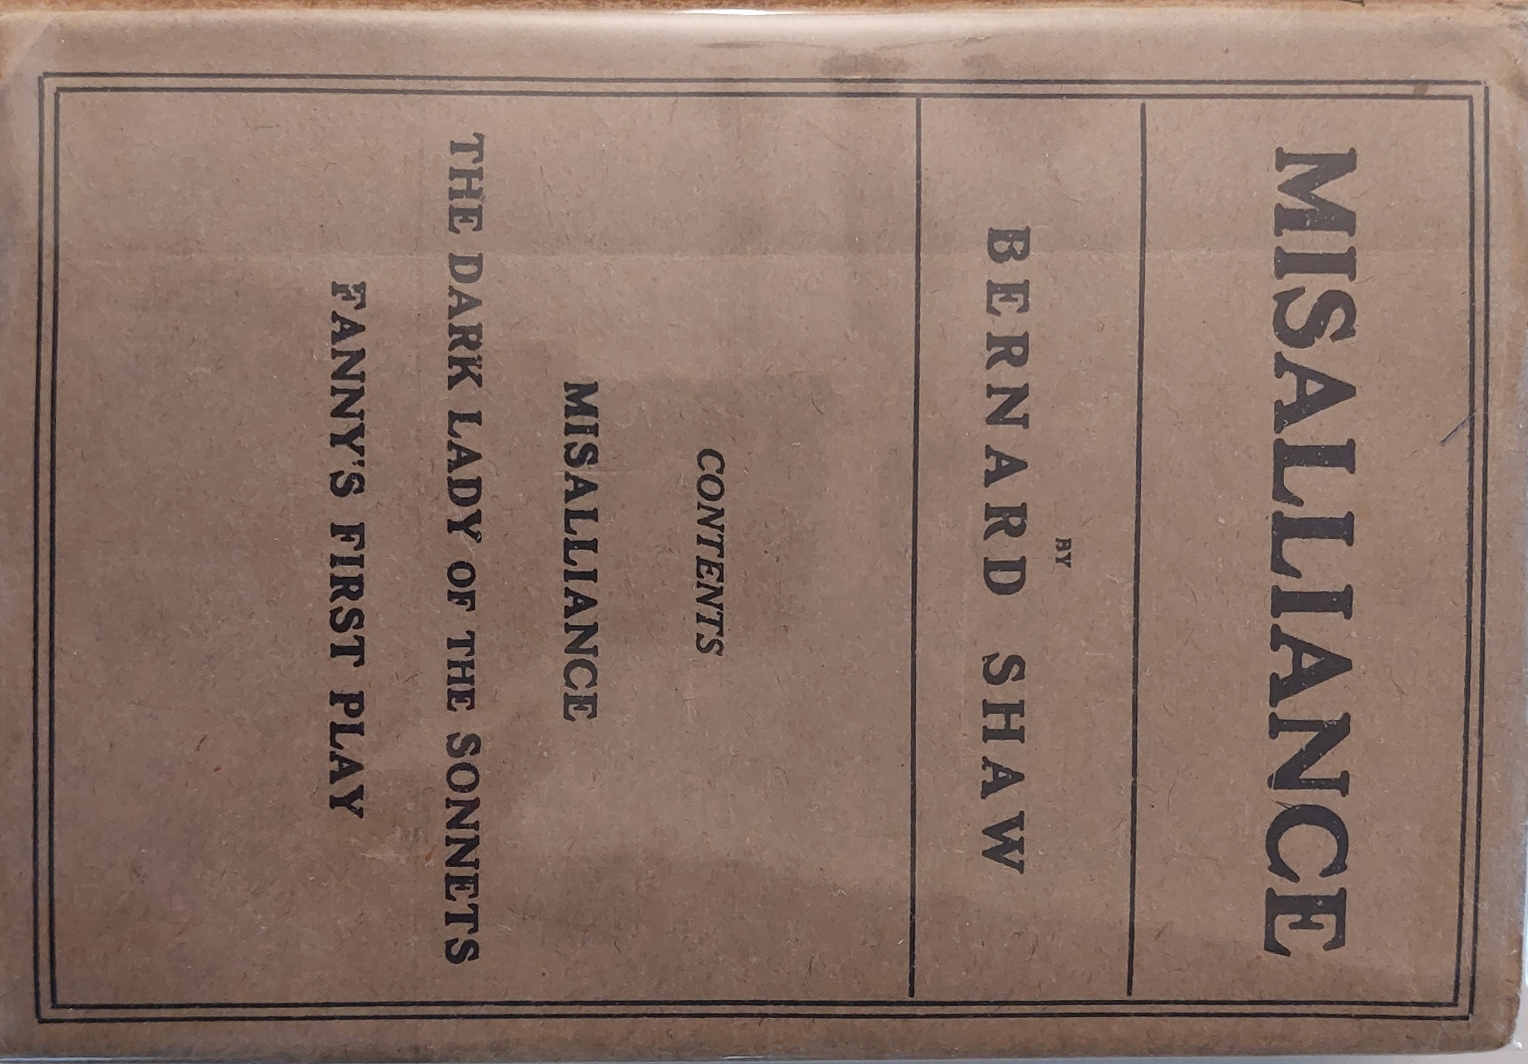 MISALLIANCE
BY
BERNARD SHAW
CONTENTS
MISALLIANCE
THE DARK LADY OF THE SONNETS
FANNY'S FIRST PLAY